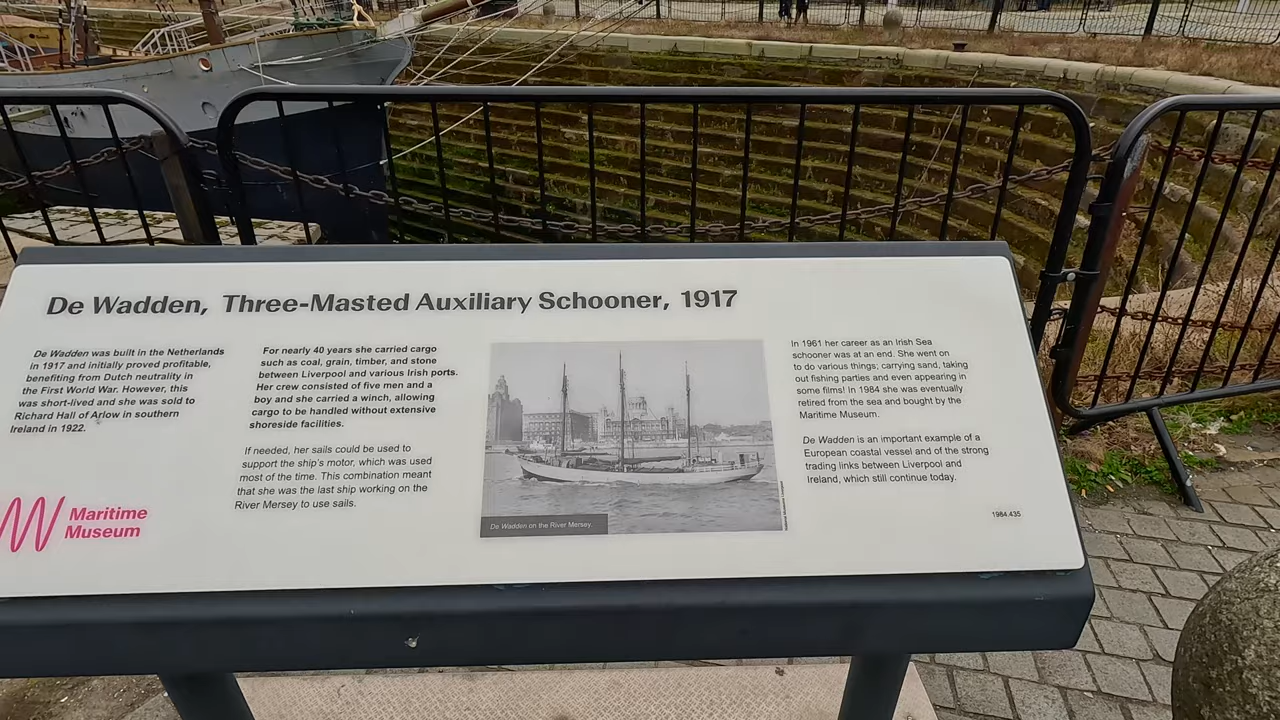 De Wadden, Three-Masted Auxiliary Schooner, 1917
De Wadden was built in the Netherlands
in 1917 and initially proved profitable,
benefiting from Dutch neutrality in
the First World War. However, this
was short-lived and she was sold to
Richard Hall of Arlow in southern
Ireland in 1922.
Maritime
Museum
For nearly 40 years she carried cargo
such as coal, grain, timber, and stone
between Liverpool and various Irish ports.
Her crew consisted of five men and a
boy and she carried a winch, allowing
cargo to be handled without extensive
shoreside facilities.
If needed, her sails could be used to
support the ship's motor, which was used
most of the time. This combination meant
that she was the last ship working on the
River Mersey to use sails.
De Wadden on the River Mersey.
In 1961 her career as an Irish Sea
schooner was at an end. She went on
to do various things; carrying sand, taking
out fishing parties and even appearing in
some films! In 1984 she was eventually
retired from the sea and bought by the
Maritime Museum.
De Wadden is an important example of a
European coastal vessel and of the strong
trading links between Liverpool and
Ireland, which still continue today.
1984.435